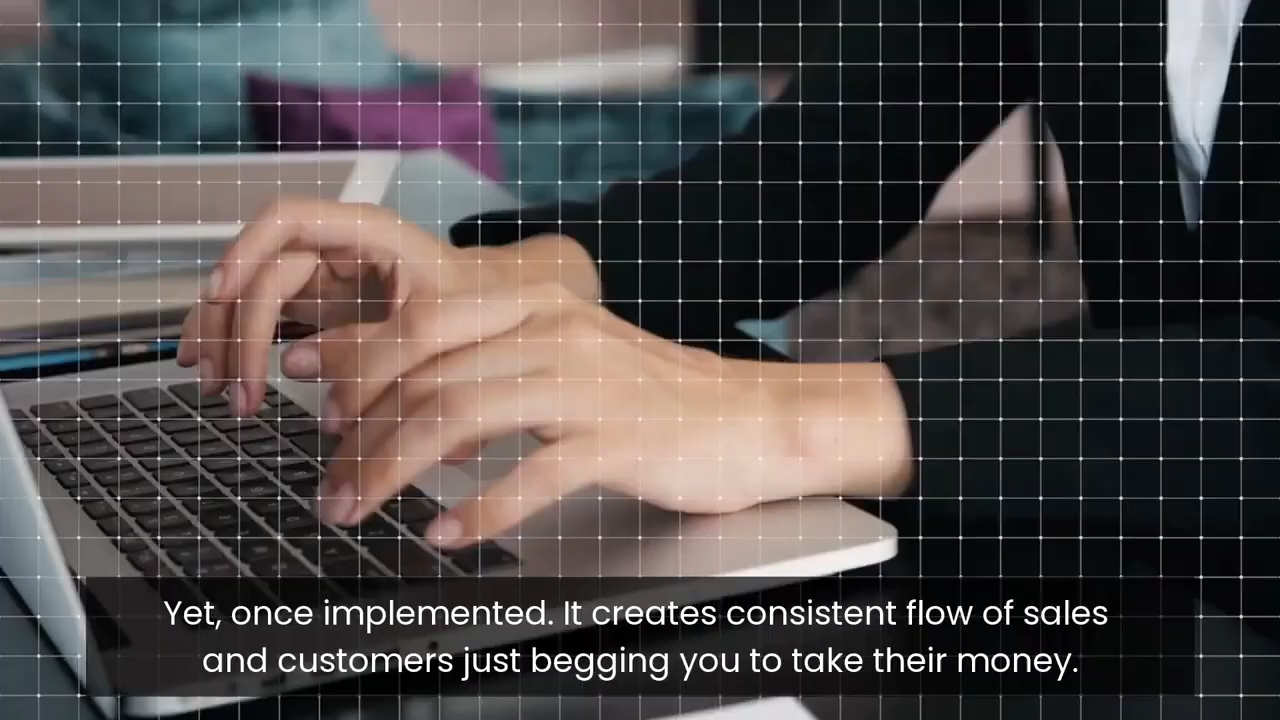 Yet, once implemented. It creates consistent flow of sales
and customers just begging you to take their money.